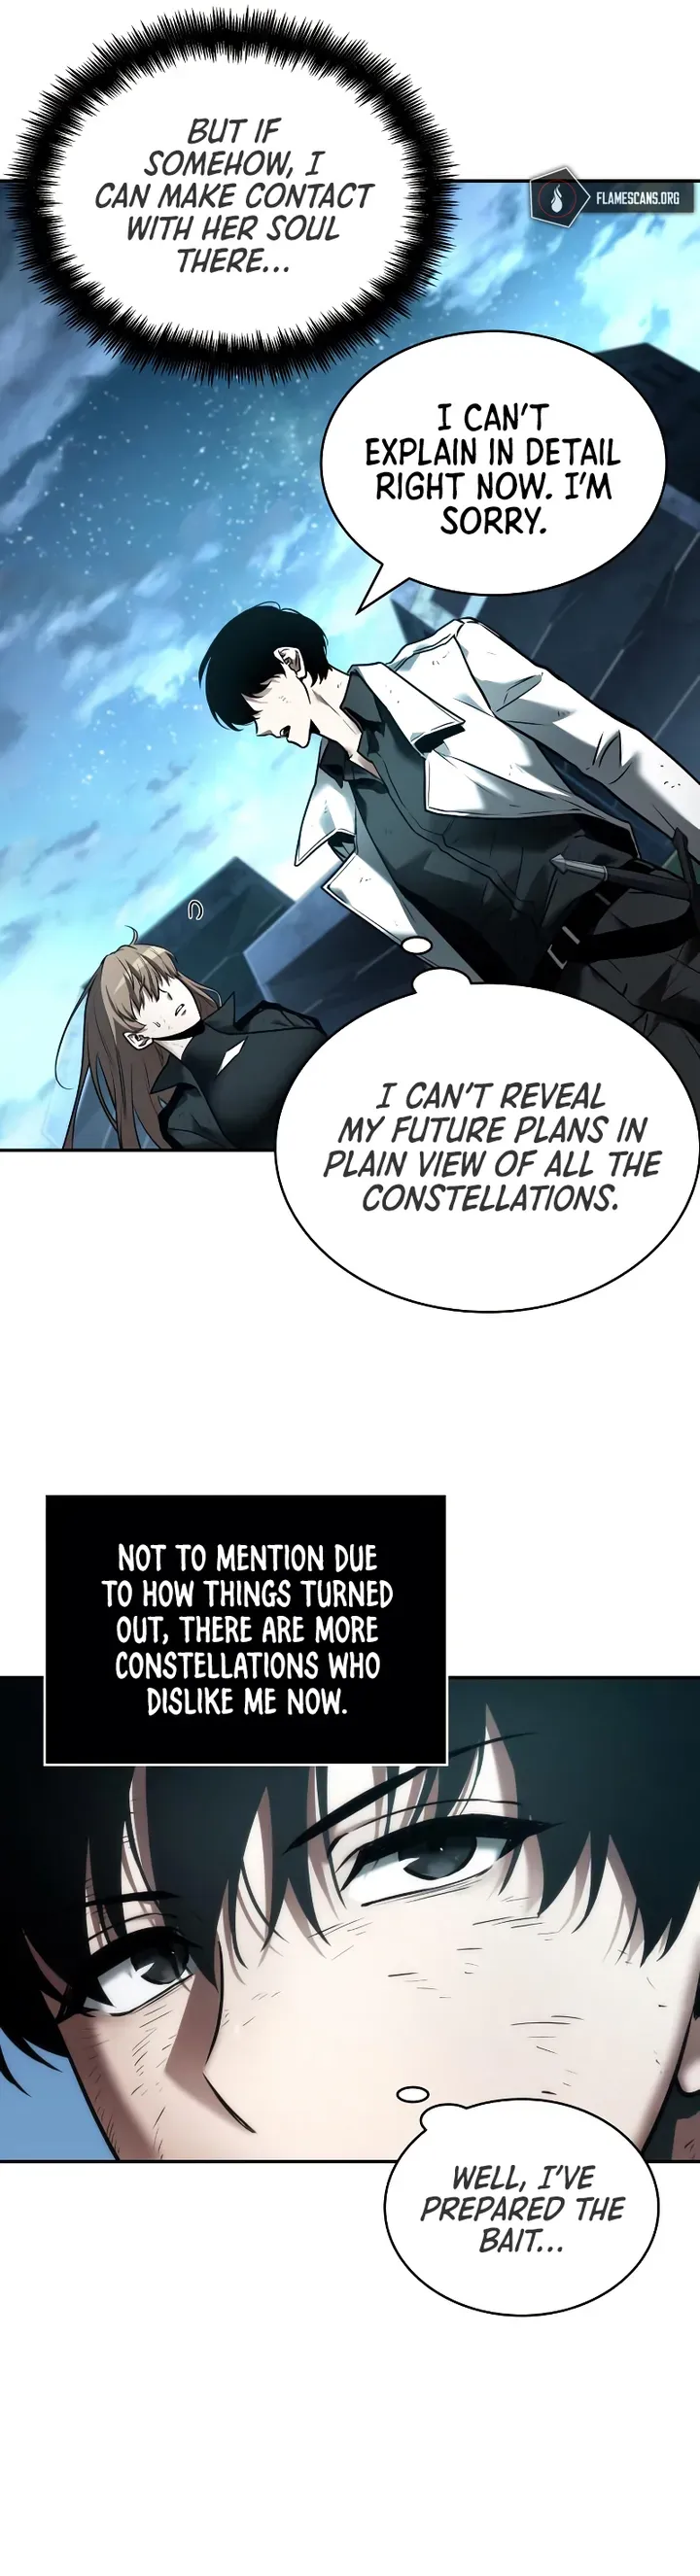 BUT IF
SOMEHOW, I
CAN MAKE CONTACT
WITH HER SOUL
THERE...
FLAMESCANS.ORG
I CAN'T
EXPLAIN IN DETAIL
RIGHT NOW. I'M
SORRY.
I CAN'T REVEAL
MY FUTURE PLANS IN
PLAIN VIEW OF ALL THE
CONSTELLATIONS.
NOT TO MENTION DUE
TO HOW THINGS TURNED
OUT, THERE ARE MORE
CONSTELLATIONS WHO
DISLIKE ME NOW.
WELL, I'VE
PREPARED THE
BAIT...